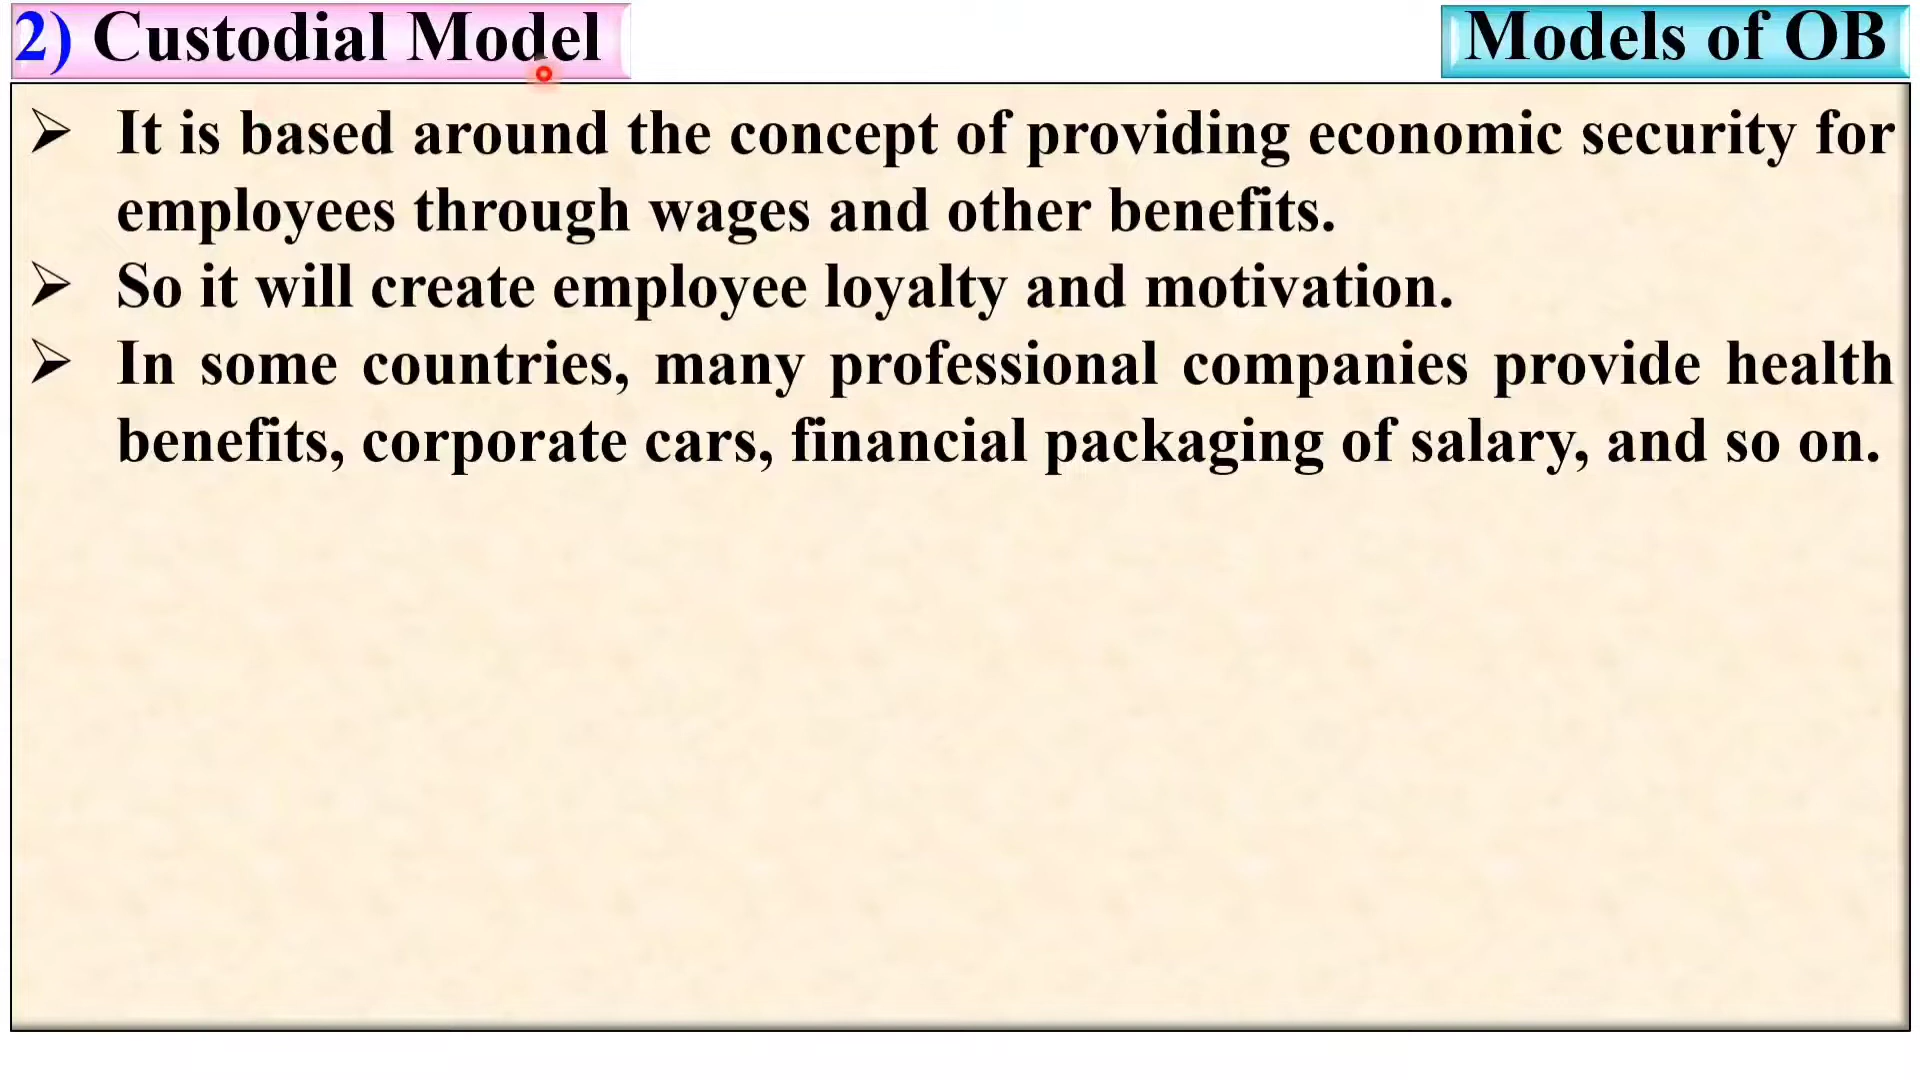 2) Custodial Model
Models of OB
➢ It is based around the concept of providing economic security for
employees through wages and other benefits.
➢ So it will create employee loyalty and motivation.
➢ In some countries, many professional companies provide health
benefits, corporate cars, financial packaging of salary, and so on.